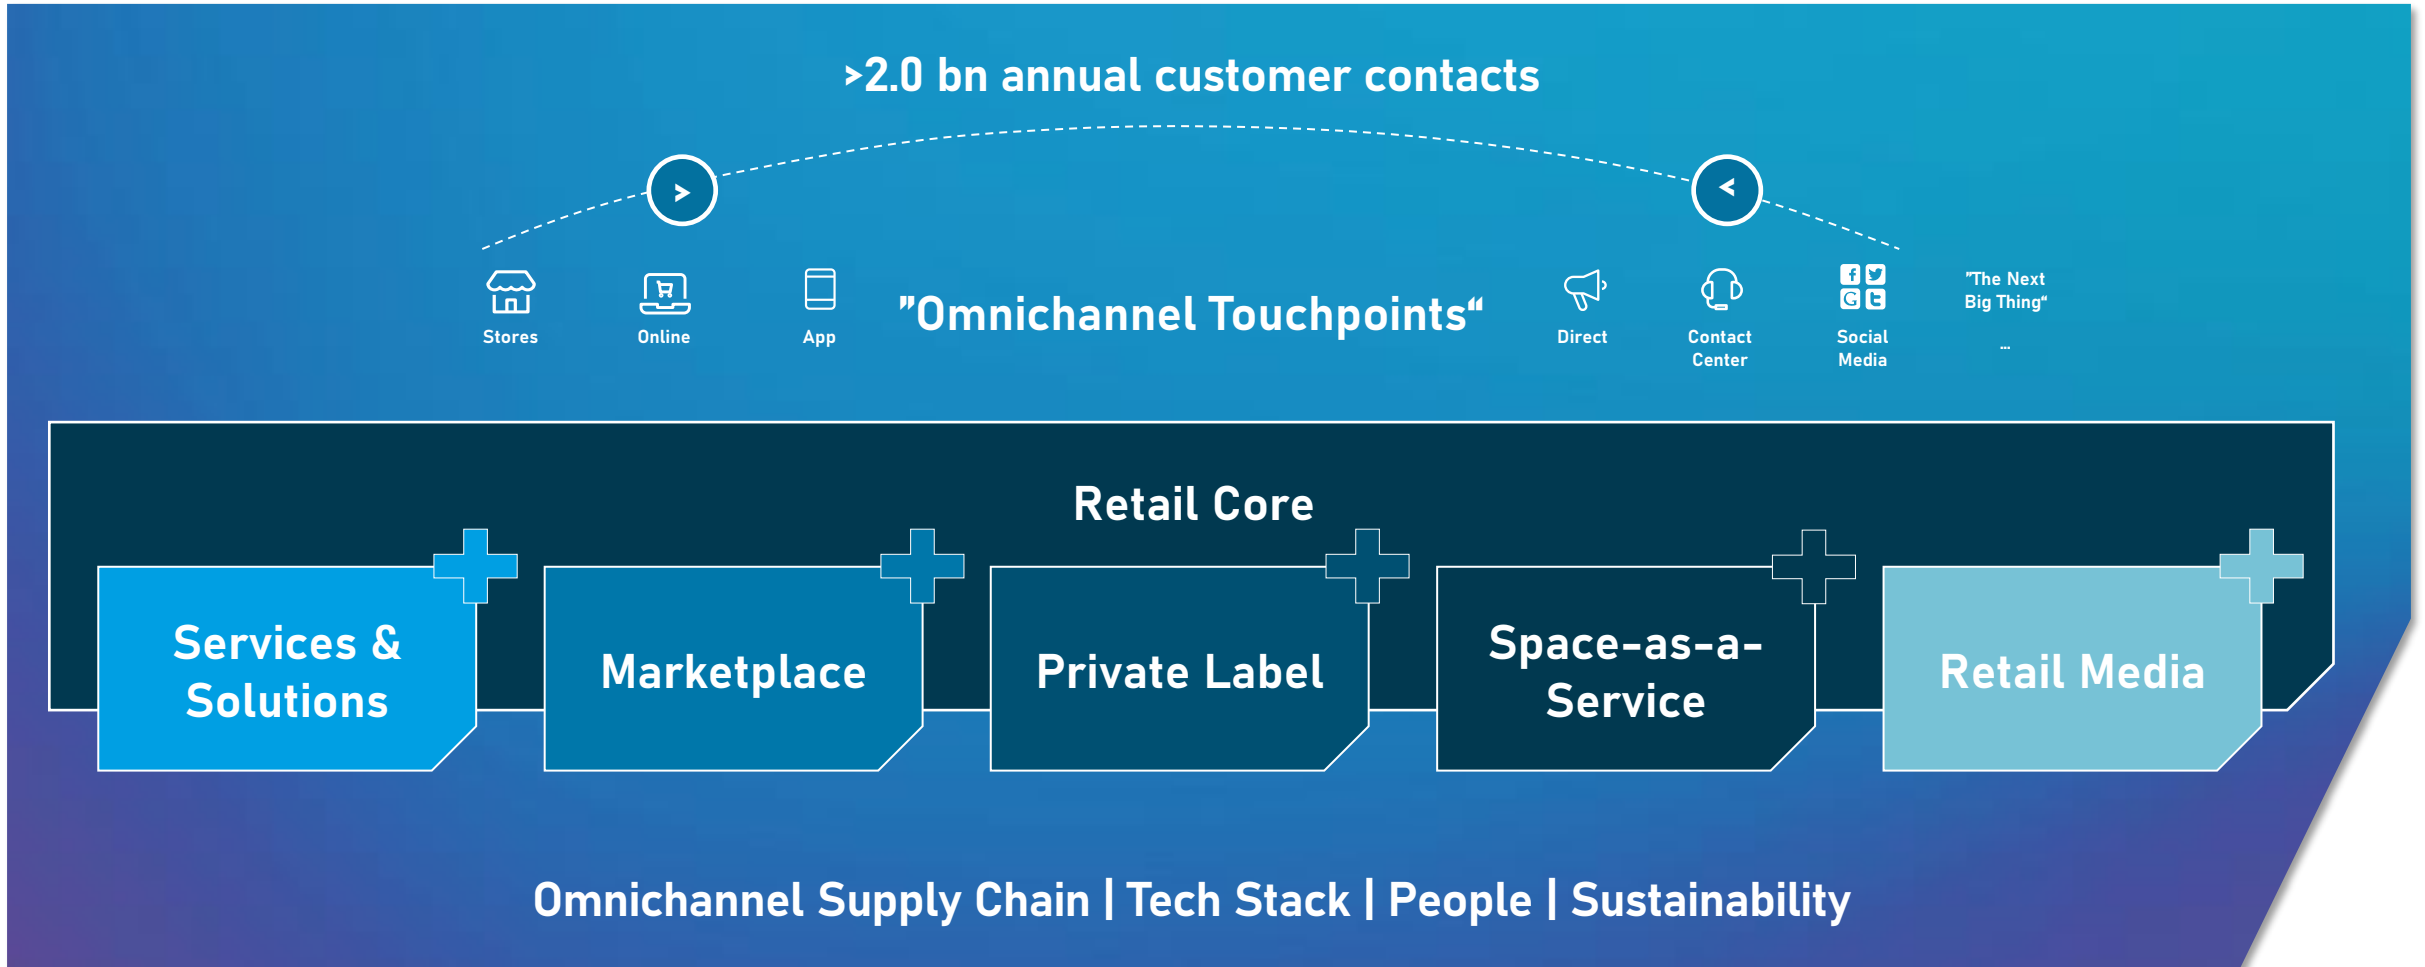 >2.0 bn annual customer contacts
>
<
Stores
Online
App
"Omnichannel Touchpoints“
Direct
Contact
Center
Social
Media
"The Next
Big Thing“
...
Retail Core
Services &
Solutions
Marketplace
Private Label
Space-as-a-
Service
Retail Media
Omnichannel Supply Chain | Tech Stack | People | Sustainability